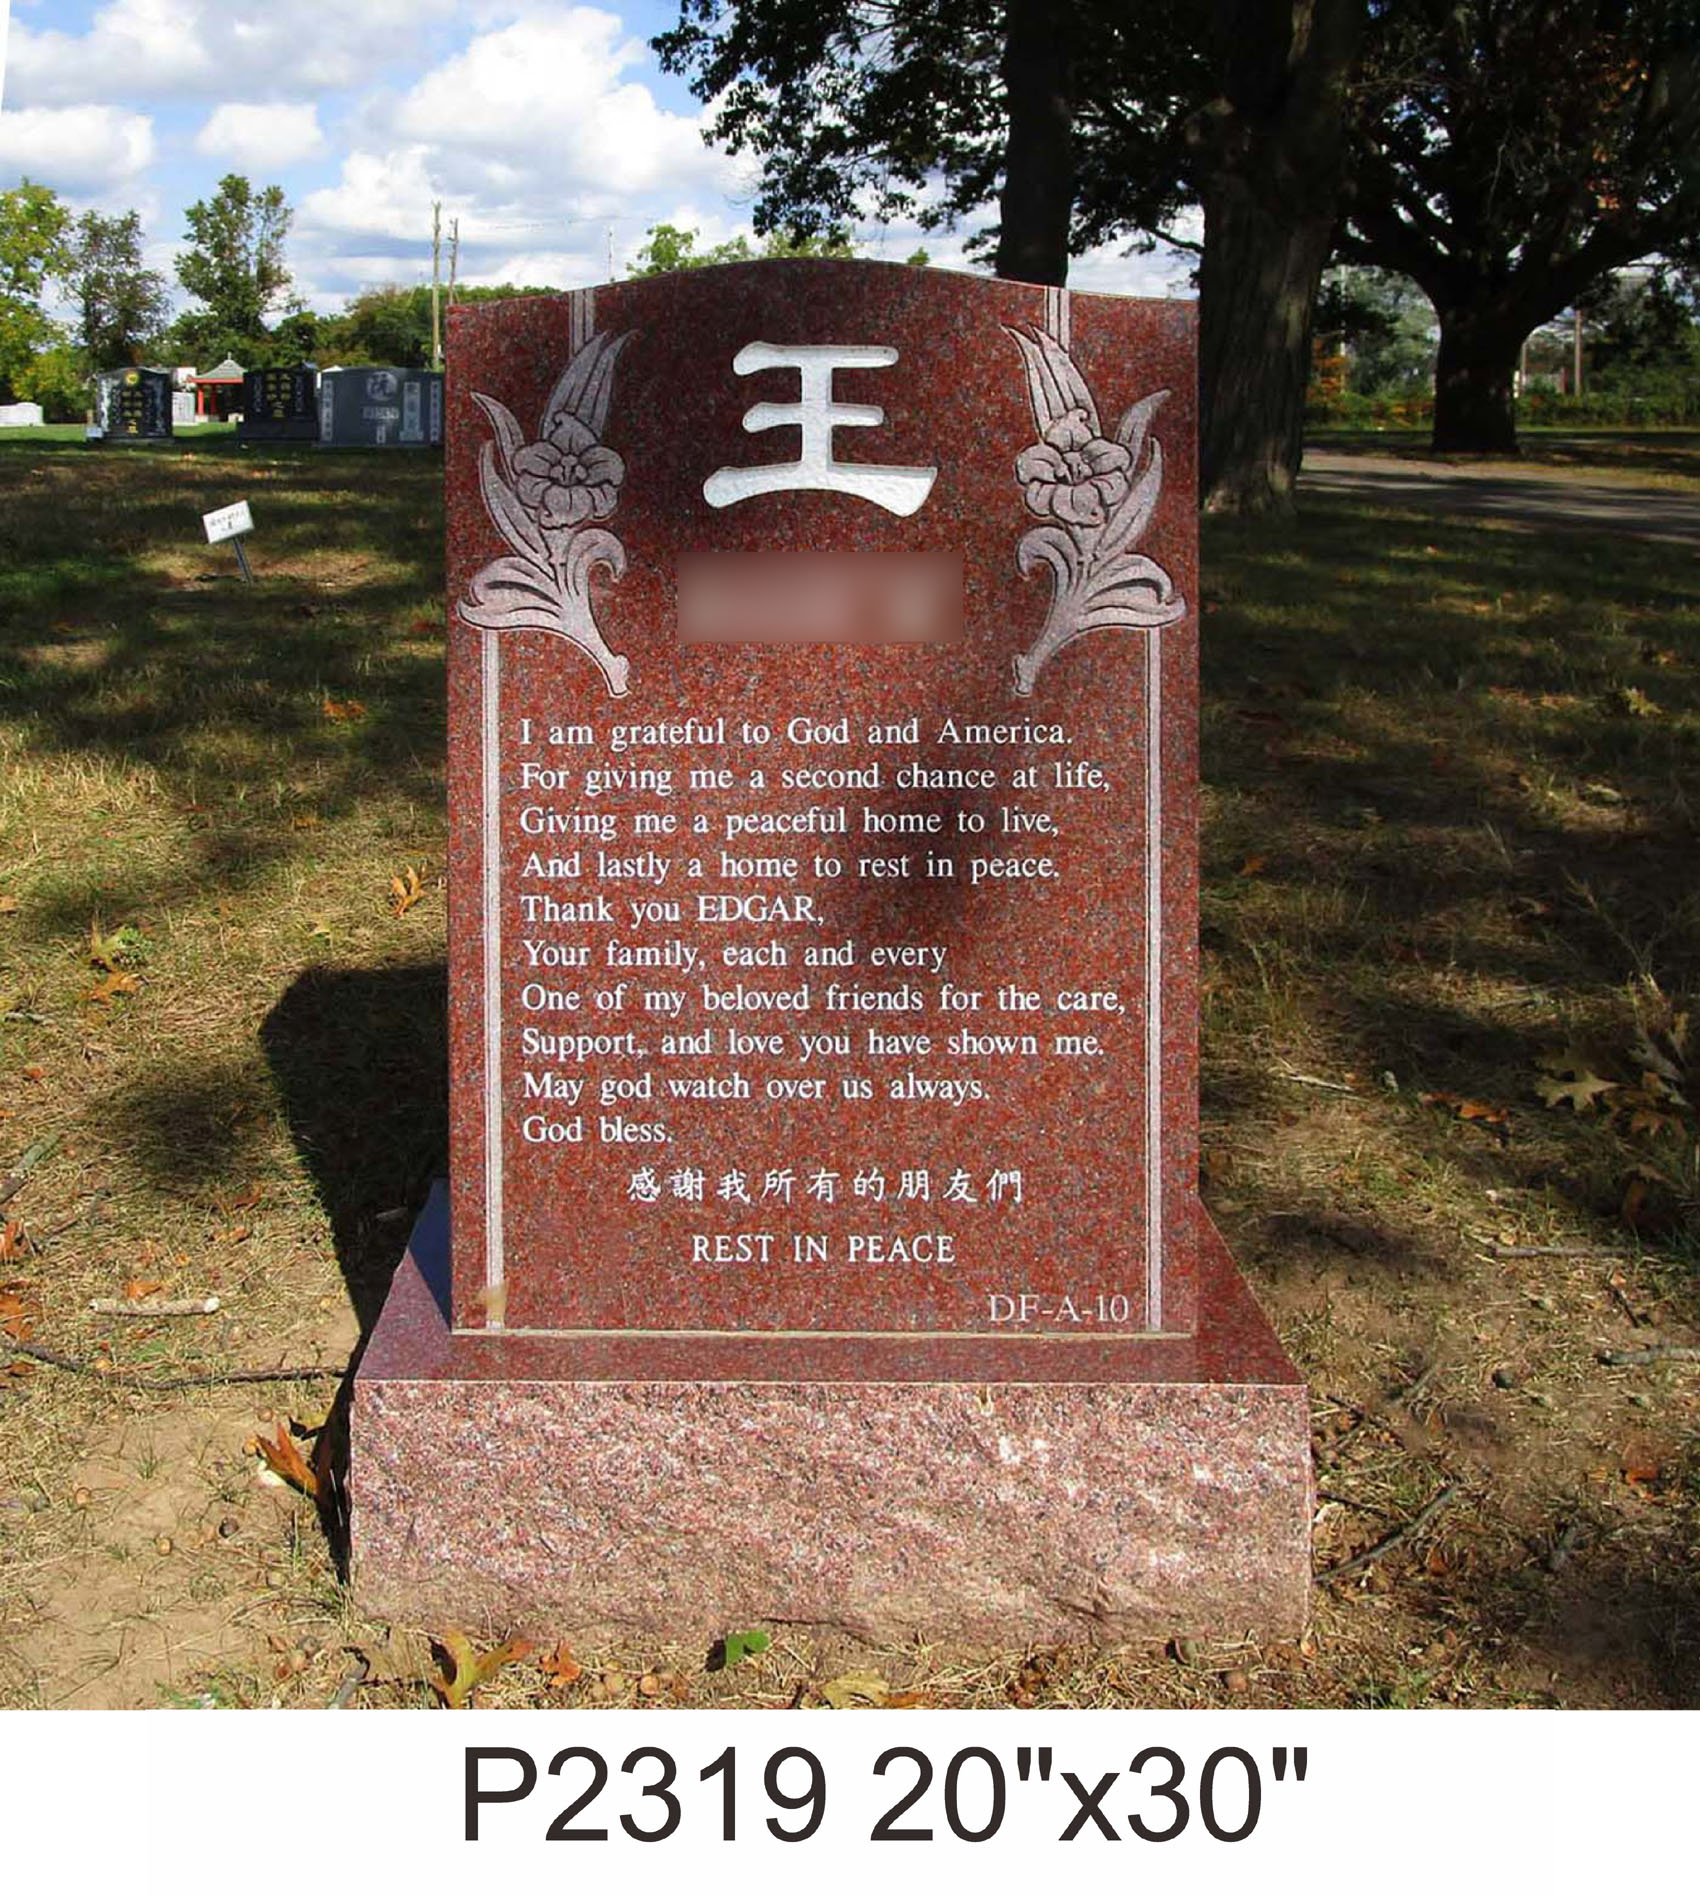 王
I am grateful to God and America.
For giving me a second chance at life,
Giving me a peaceful home to live,
And lastly a home to rest in peace.
Thank you EDGAR,
Your family, each and every
One of my beloved friends for the care,
Support, and love you have shown me.
May god watch over us always.
God bless.
感謝我所有的朋友們
REST IN PEACE
DF-A-10
P2319 20"x30"